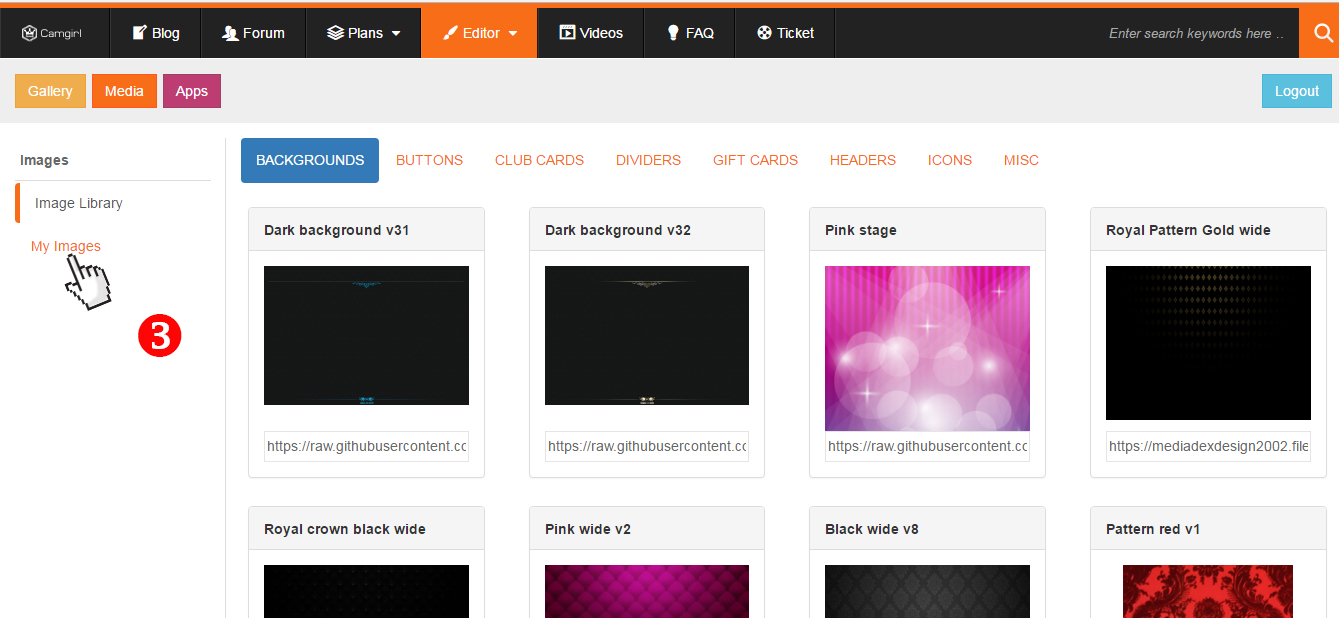 Camgirl Blog Forum Plans Editor Videos FAQ Ticket Enter search keywords here ..
Gallery Media Apps Logout
Images
Image Library
My Images
3
BACKGROUNDS BUTTONS CLUB CARDS DIVIDERS GIFT CARDS HEADERS ICONS MISC
Dark background v31 Dark background v32 Pink stage Royal Pattern Gold wide
https://raw.githubusercontent.cc https://raw.githubusercontent.cc https://raw.githubusercontent.cc https://mediadexdesign2002.file
Royal crown black wide Pink wide v2 Black wide v8 Pattern red v1